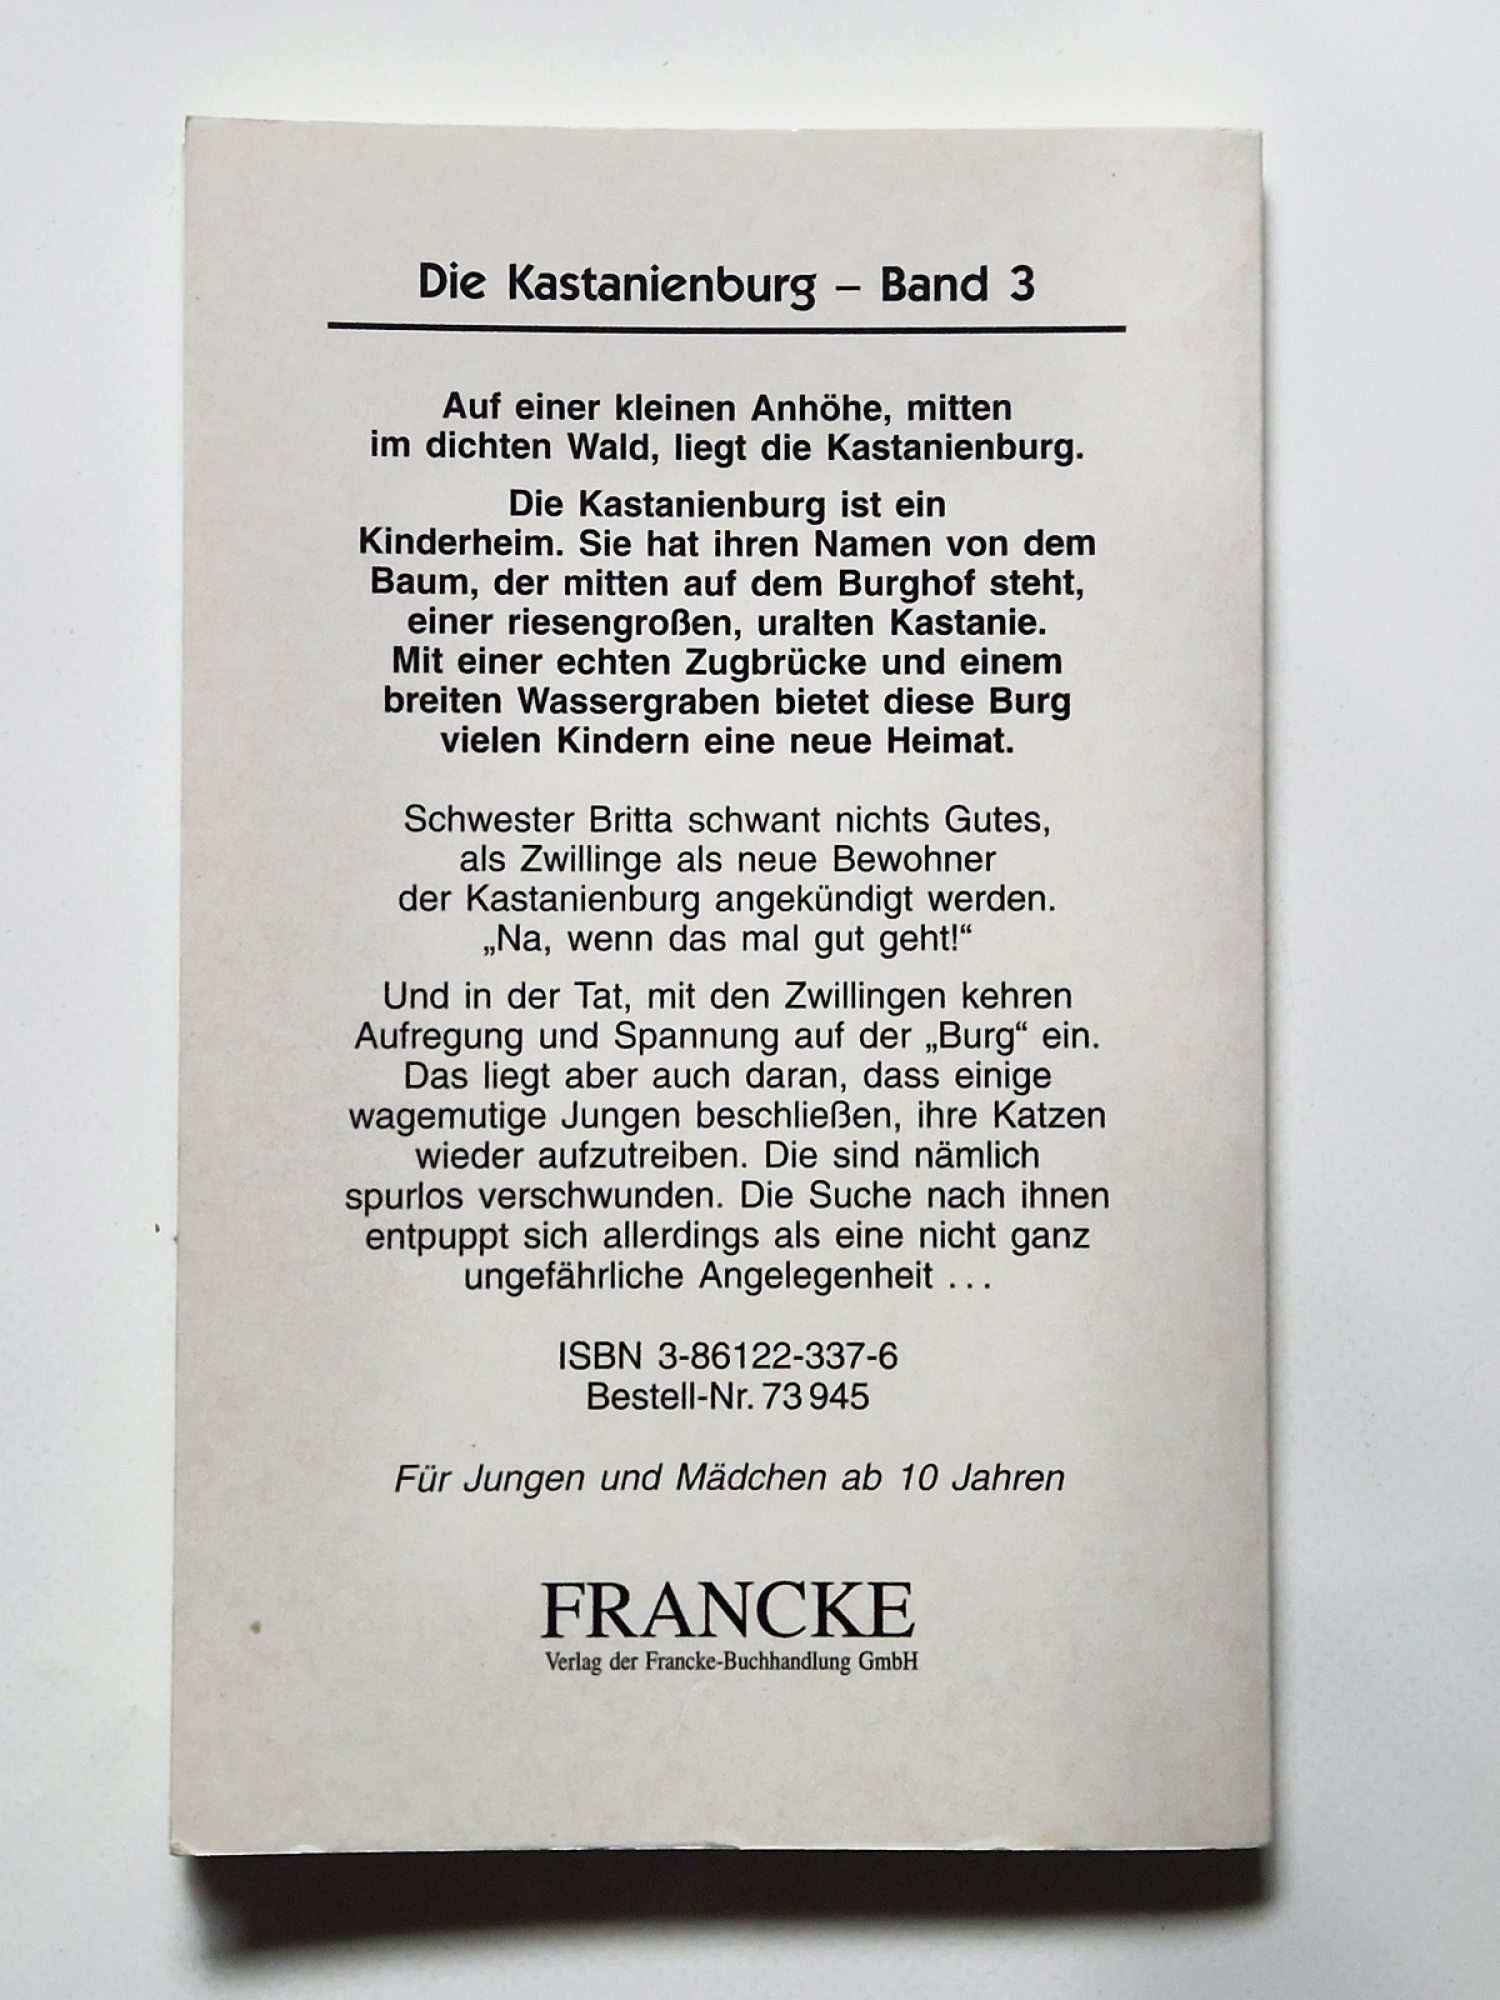 Die Kastanienburg – Band 3
Auf einer kleinen Anhöhe, mitten
im dichten Wald, liegt die Kastanienburg.
Die Kastanienburg ist ein
Kinderheim. Sie hat ihren Namen von dem
Baum, der mitten auf dem Burghof steht,
einer riesengroßen, uralten Kastanie.
Mit einer echten Zugbrücke und einem
breiten Wassergraben bietet diese Burg
vielen Kindern eine neue Heimat.
Schwester Britta schwant nichts Gutes,
als Zwillinge als neue Bewohner
der Kastanienburg angekündigt werden.
„Na, wenn das mal gut geht!“
Und in der Tat, mit den Zwillingen kehren
Aufregung und Spannung auf der „Burg“ ein.
Das liegt aber auch daran, dass einige
wagemutige Jungen beschließen, ihre Katzen
wieder aufzutreiben. Die sind nämlich
spurlos verschwunden. Die Suche nach ihnen
entpuppt sich allerdings als eine nicht ganz
ungefährliche Angelegenheit . . .
ISBN 3-86122-337-6
Bestell-Nr. 73 945
Für Jungen und Mädchen ab 10 Jahren
FRANCKE
Verlag der Francke-Buchhandlung GmbH